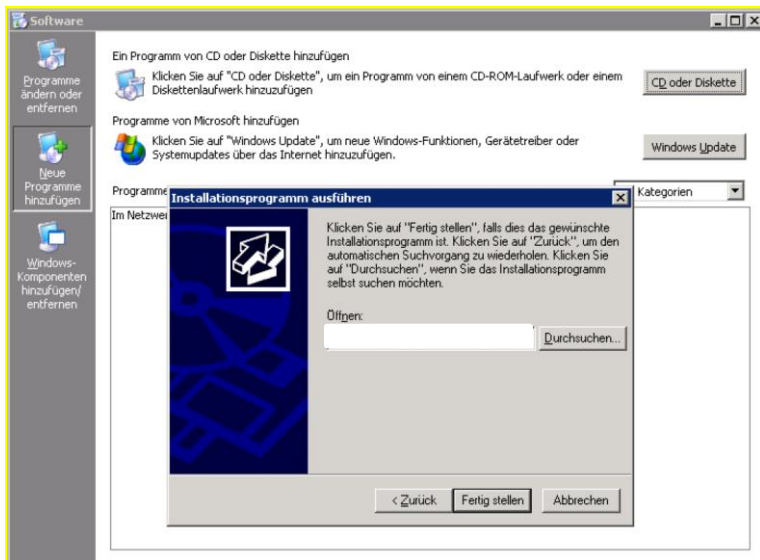 Software
Programme
ändern oder
entfernen
Neue
Programme
hinzufügen
Windows-
Komponenten
hinzufügen/
entfernen
Ein Programm von CD oder Diskette hinzufügen
Klicken Sie auf "CD oder Diskette", um ein Programm von einem CD-ROM-Laufwerk oder einem
Diskettenlaufwerk hinzuzufügen
CD oder Diskette
Programme von Microsoft hinzufügen
Klicken Sie auf "Windows Update", um neue Windows-Funktionen, Gerätetreiber oder
Systemupdates über das Internet hinzuzufügen.
Windows Update
Programme
Kategorien
Installationsprogramm ausführen
Klicken Sie auf "Fertig stellen", falls dies das gewünschte
Installationsprogramm ist. Klicken Sie auf "Zurück", um den
automatischen Suchvorgang zu wiederholen. Klicken Sie
auf "Durchsuchen", wenn Sie das Installationsprogramm
selbst suchen möchten.
Öffnen:
Durchsuchen...
< Zurück
Fertig stellen
Abbrechen
Im